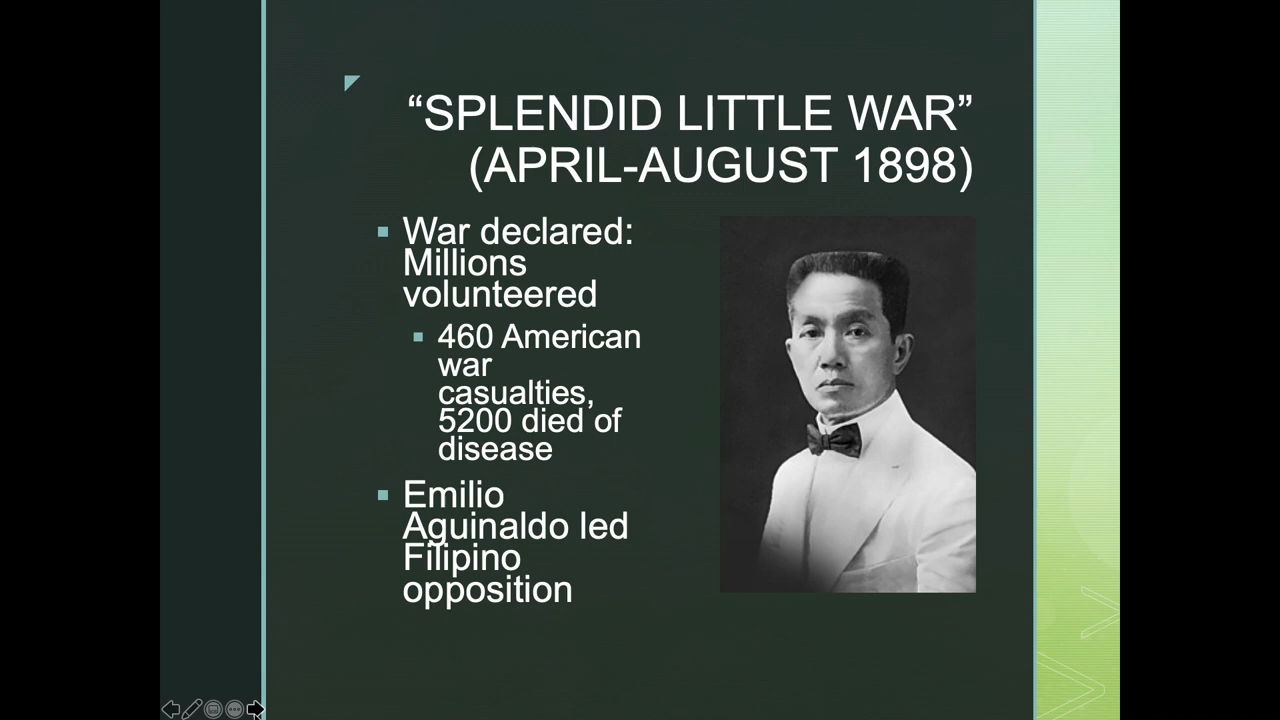 “SPLENDID LITTLE WAR”
(APRIL-AUGUST 1898)
War declared:
Millions
volunteered
460 American
war
casualties,
5200 died of
disease
Emilio
Aguinaldo led
Filipino
opposition